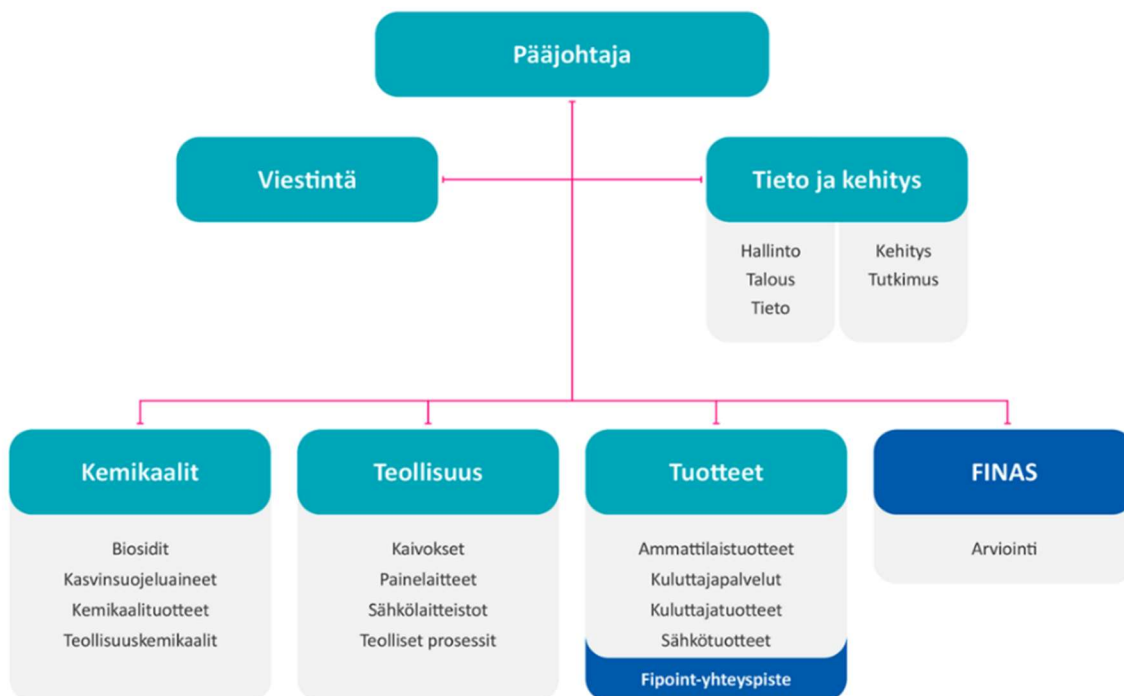 Pääjohtaja
Viestintä
Tieto ja kehitys
Hallinto
Talous
Tieto
Kehitys
Tutkimus
Kemikaalit
Biosidit
Kasvinsuojeluaineet
Kemikaalituotteet
Teollisuuskemikaalit
Teollisuus
Kaivokset
Painelaitteet
Sähkölaitteistot
Teolliset prosessit
Tuotteet
Ammattilaistuotteet
Kuluttajapalvelut
Kuluttajatuotteet
Sähkötuotteet
Fipoint-yhteyspiste
FINAS
Arviointi